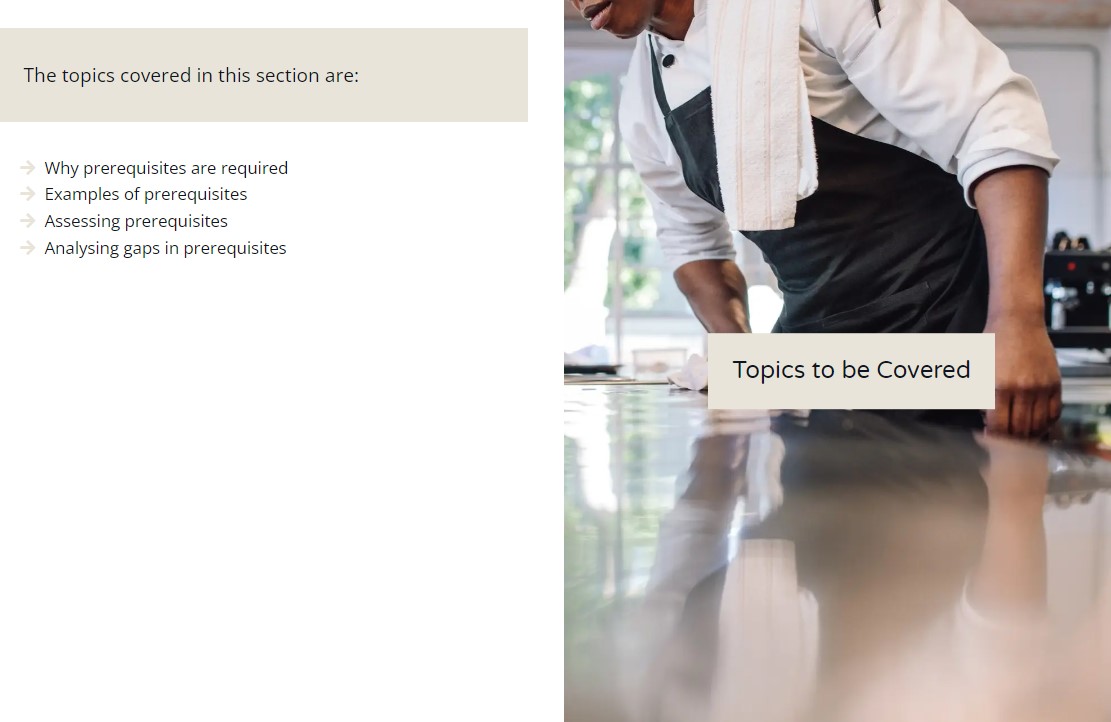 The topics covered in this section are:
Why prerequisites are required
Examples of prerequisites
Assessing prerequisites
Analysing gaps in prerequisites
Topics to be Covered